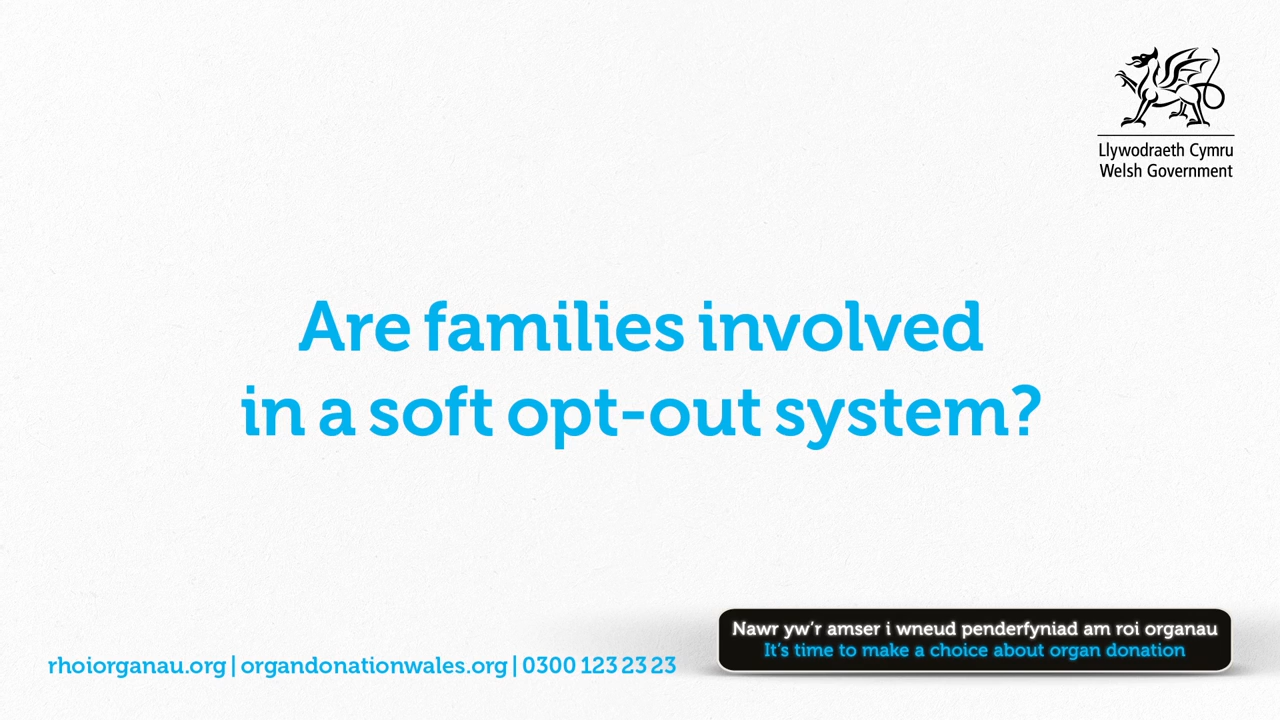 Llywodraeth Cymru
Welsh Government
Are families involved
in a soft opt-out system?
Nawr yw’r amser i wneud penderfyniad am roi organau
It’s time to make a choice about organ donation
rhoiorganau.org | organdonationwales.org | 0300 123 23 23